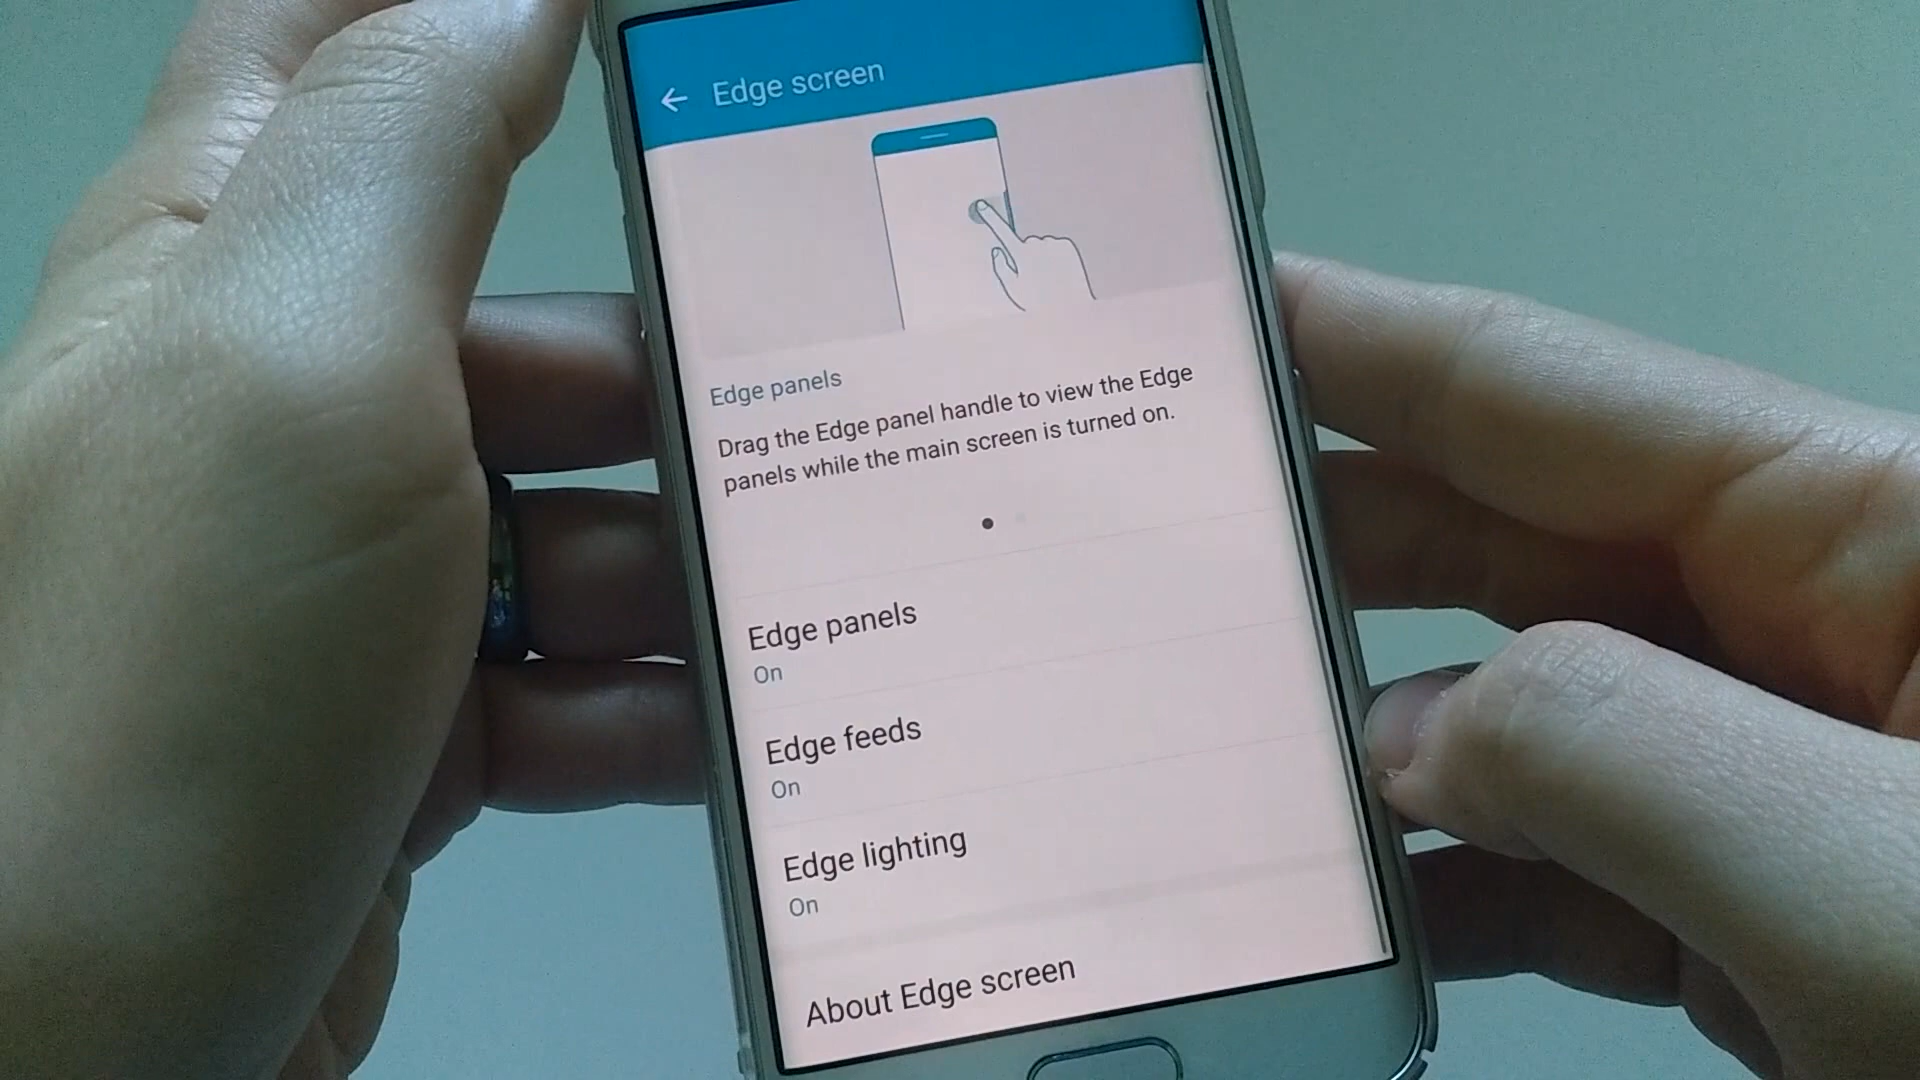 Edge screen
Edge panels
Drag the Edge panel handle to view the Edge
panels while the main screen is turned on.
Edge panels
On
Edge feeds
On
Edge lighting
On
About Edge screen